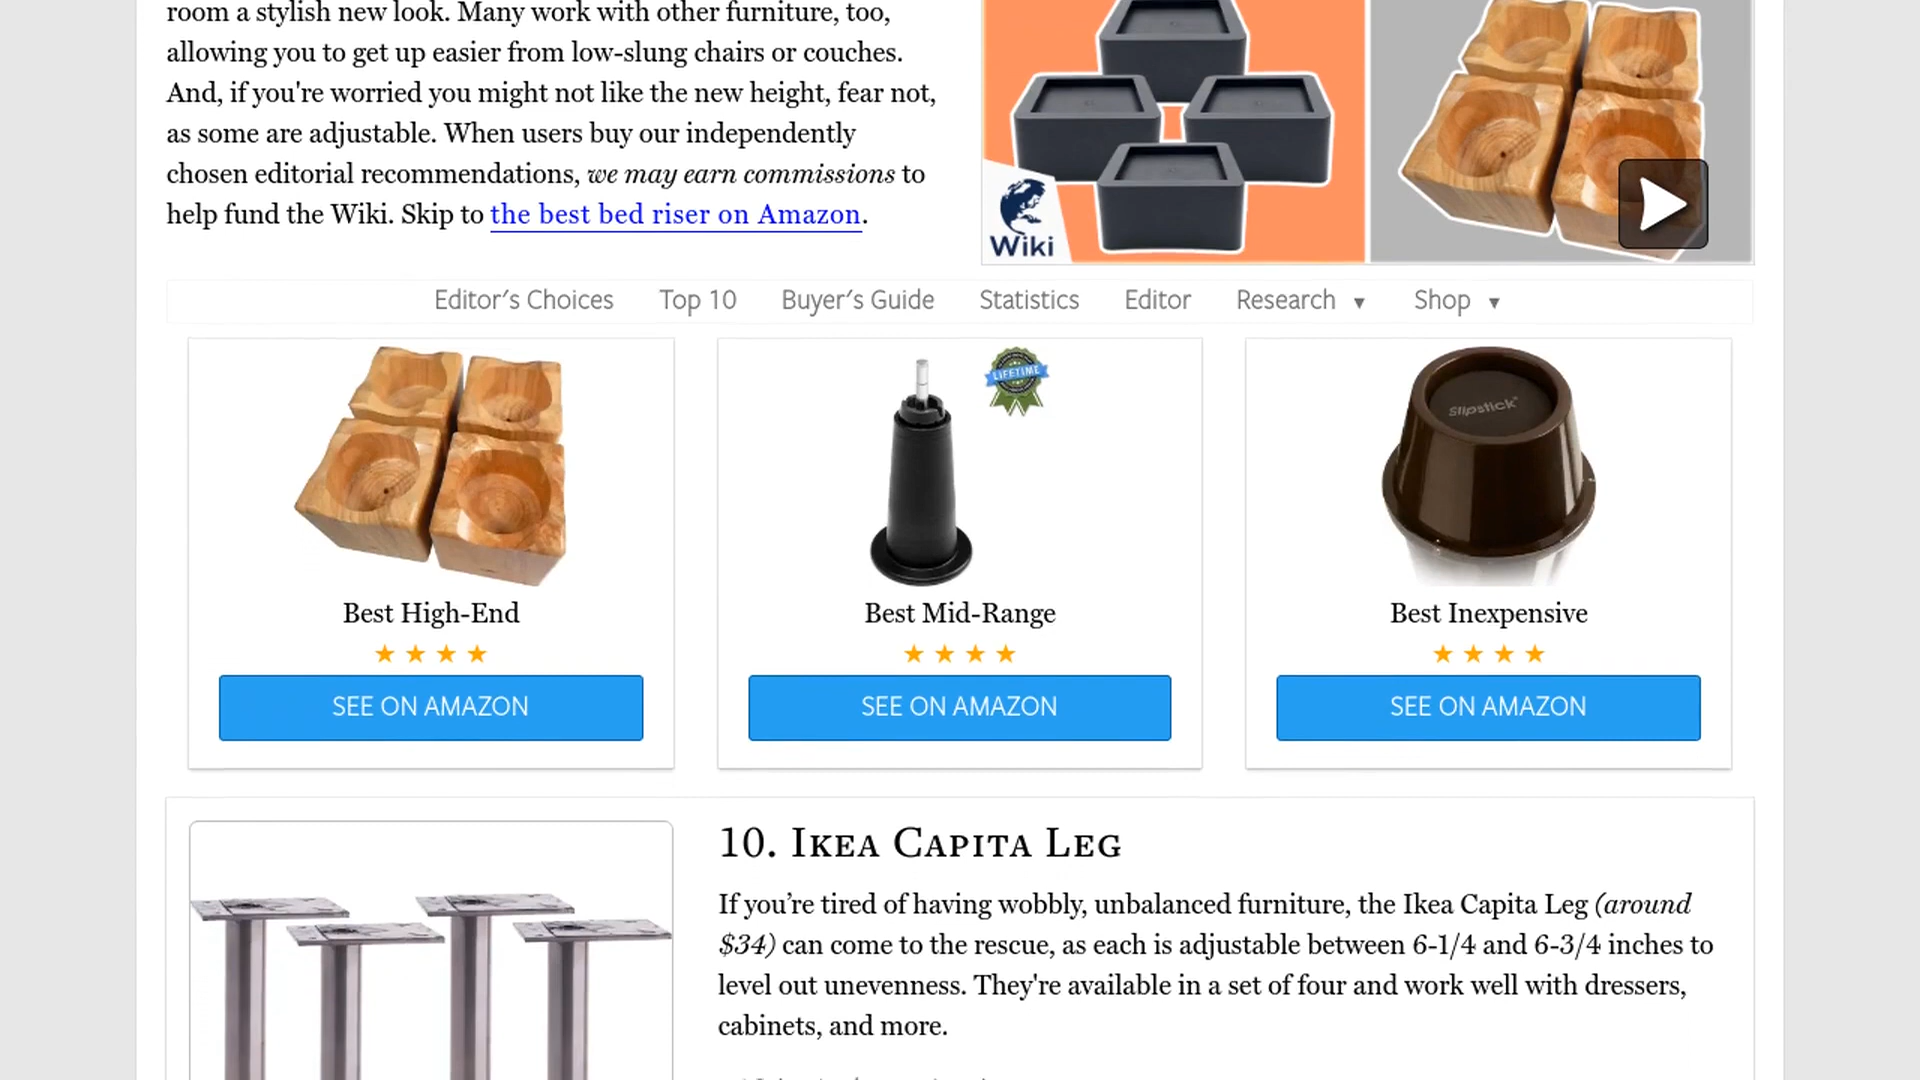 room a stylish new look. Many work with other furniture, too,
allowing you to get up easier from low-slung chairs or couches.
And, if you're worried you might not like the new height, fear not,
as some are adjustable. When users buy our independently
chosen editorial recommendations, we may earn commissions to
help fund the Wiki. Skip to the best bed riser on Amazon.
Wiki
Editor's Choices Top 10 Buyer's Guide Statistics Editor Research ▼ Shop ▼
LIFETIME
Slipstick®
Best High-End
★ ★ ★ ★
SEE ON AMAZON
Best Mid-Range
★ ★ ★ ★
SEE ON AMAZON
Best Inexpensive
★ ★ ★ ★
SEE ON AMAZON
10. Ikea Capita Leg
If you’re tired of having wobbly, unbalanced furniture, the Ikea Capita Leg (around
$34) can come to the rescue, as each is adjustable between 6-1/4 and 6-3/4 inches to
level out unevenness. They're available in a set of four and work well with dressers,
cabinets, and more.